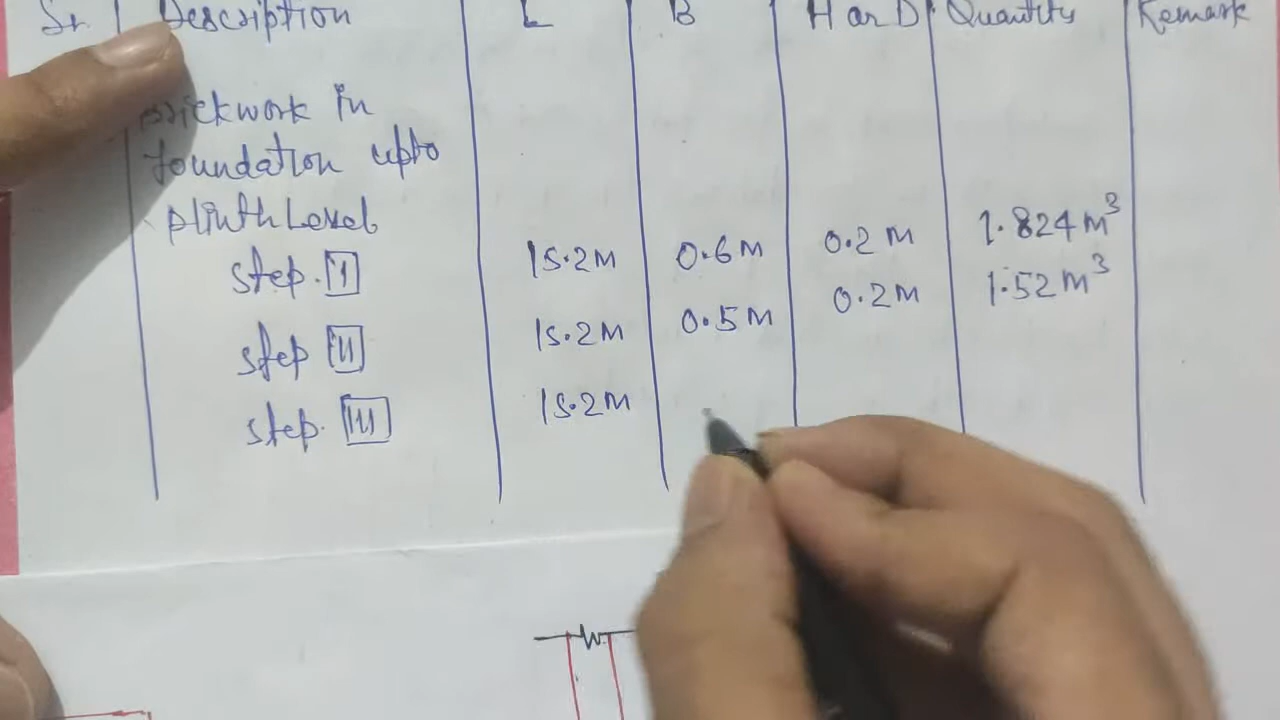 Sr Description L B H or D Quantity Remark
Brickwork in
foundation upto
plinth Level
step. I 15.2M 0.6M 0.2M 1.824M³
step II 15.2M 0.5M 0.2M 1.52M³
step. III 15.2M